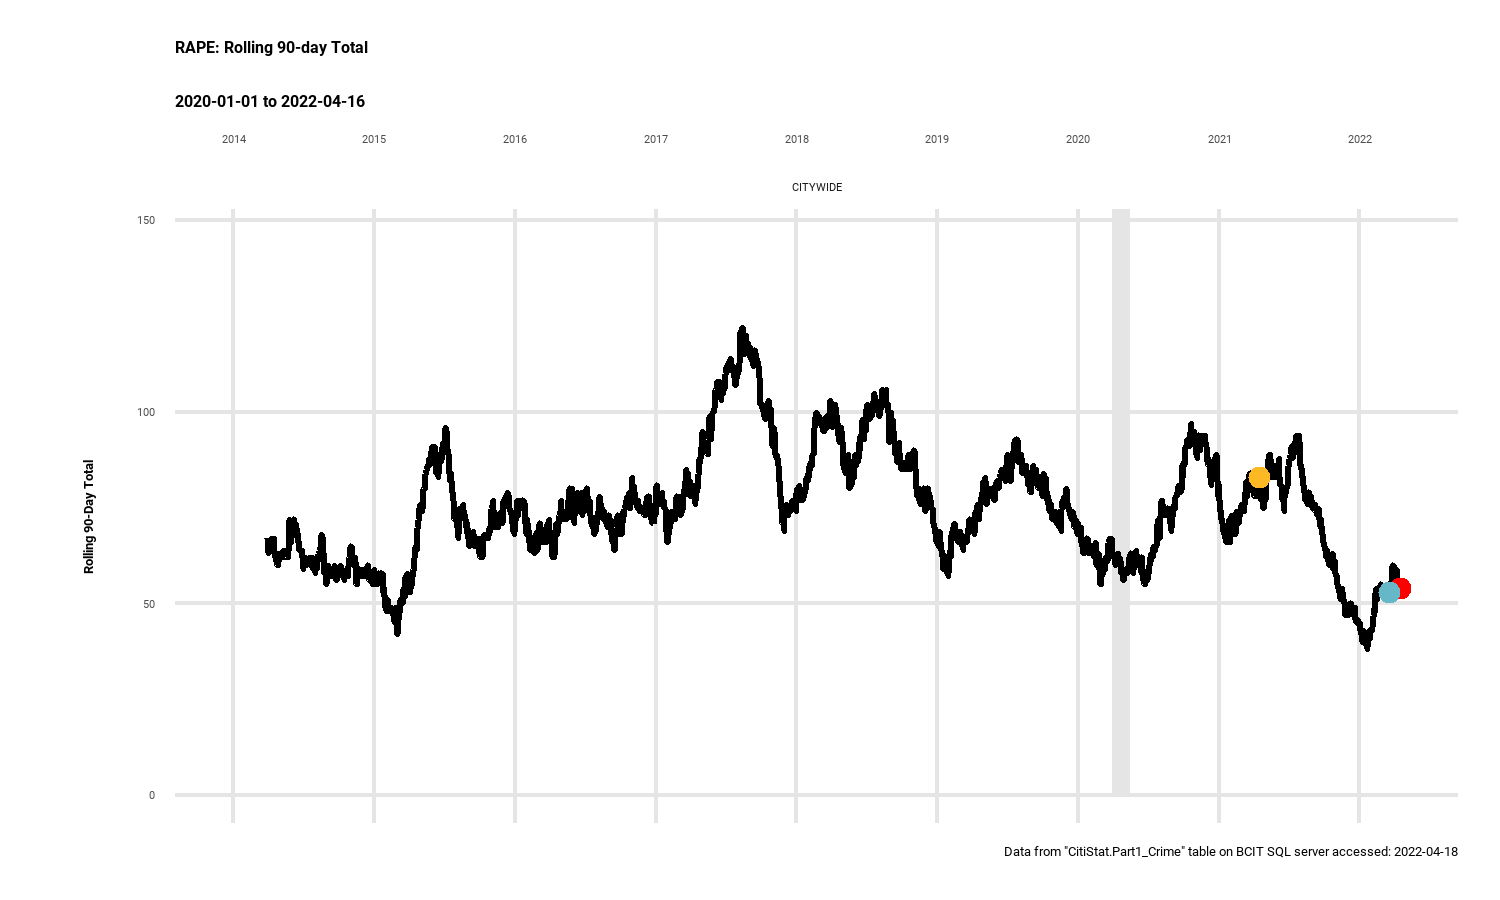 RAPE: Rolling 90-day Total
2020-01-01 to 2022-04-16
2014 2015 2016 2017 2018 2019 2020 2021 2022
CITYWIDE
150
100
50
0
Rolling 90-Day Total
Data from "CitiStat.Part1_Crime" table on BCIT SQL server accessed: 2022-04-18